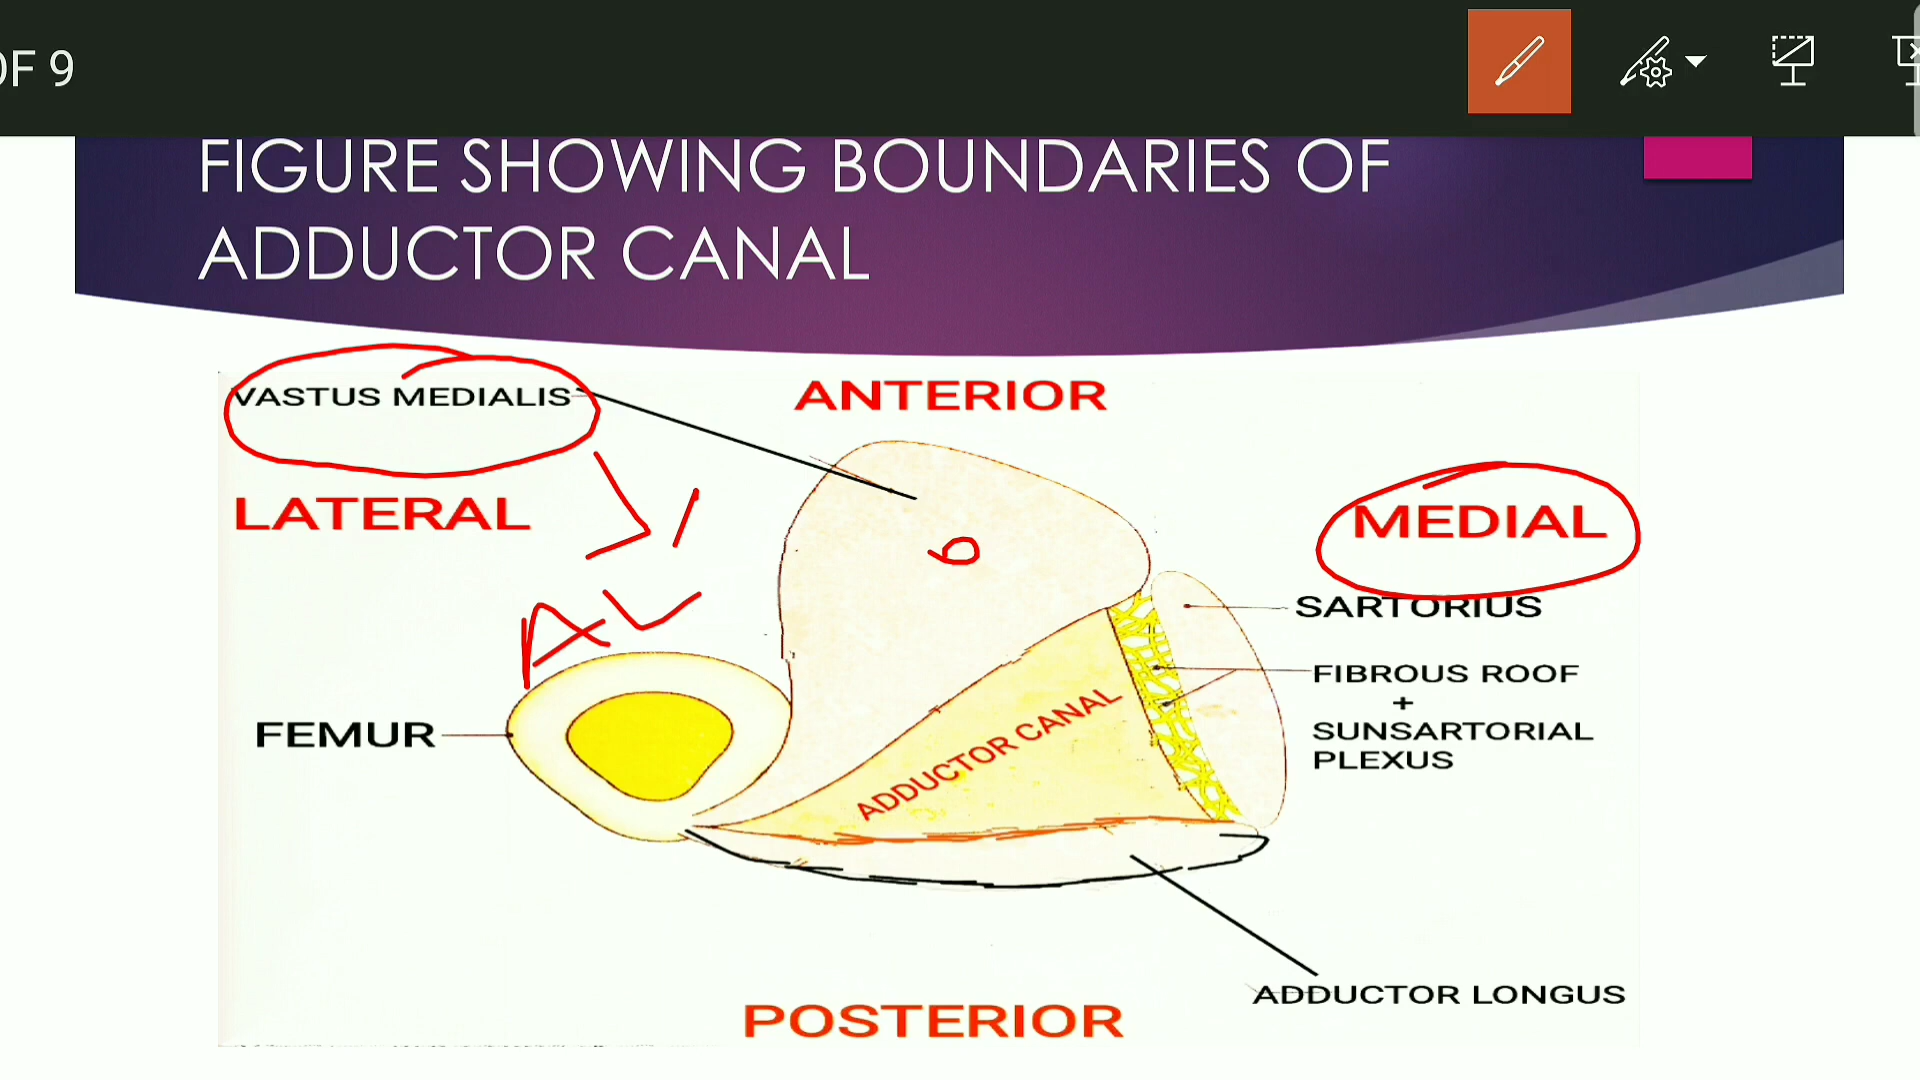 OF 9
FIGURE SHOWING BOUNDARIES OF
ADDUCTOR CANAL
VASTUS MEDIALIS
ANTERIOR
LATERAL
MEDIAL
SARTORIUS
FIBROUS ROOF
+
SUNSARTORIAL
PLEXUS
FEMUR
ADDUCTOR CANAL
ADDUCTOR LONGUS
POSTERIOR